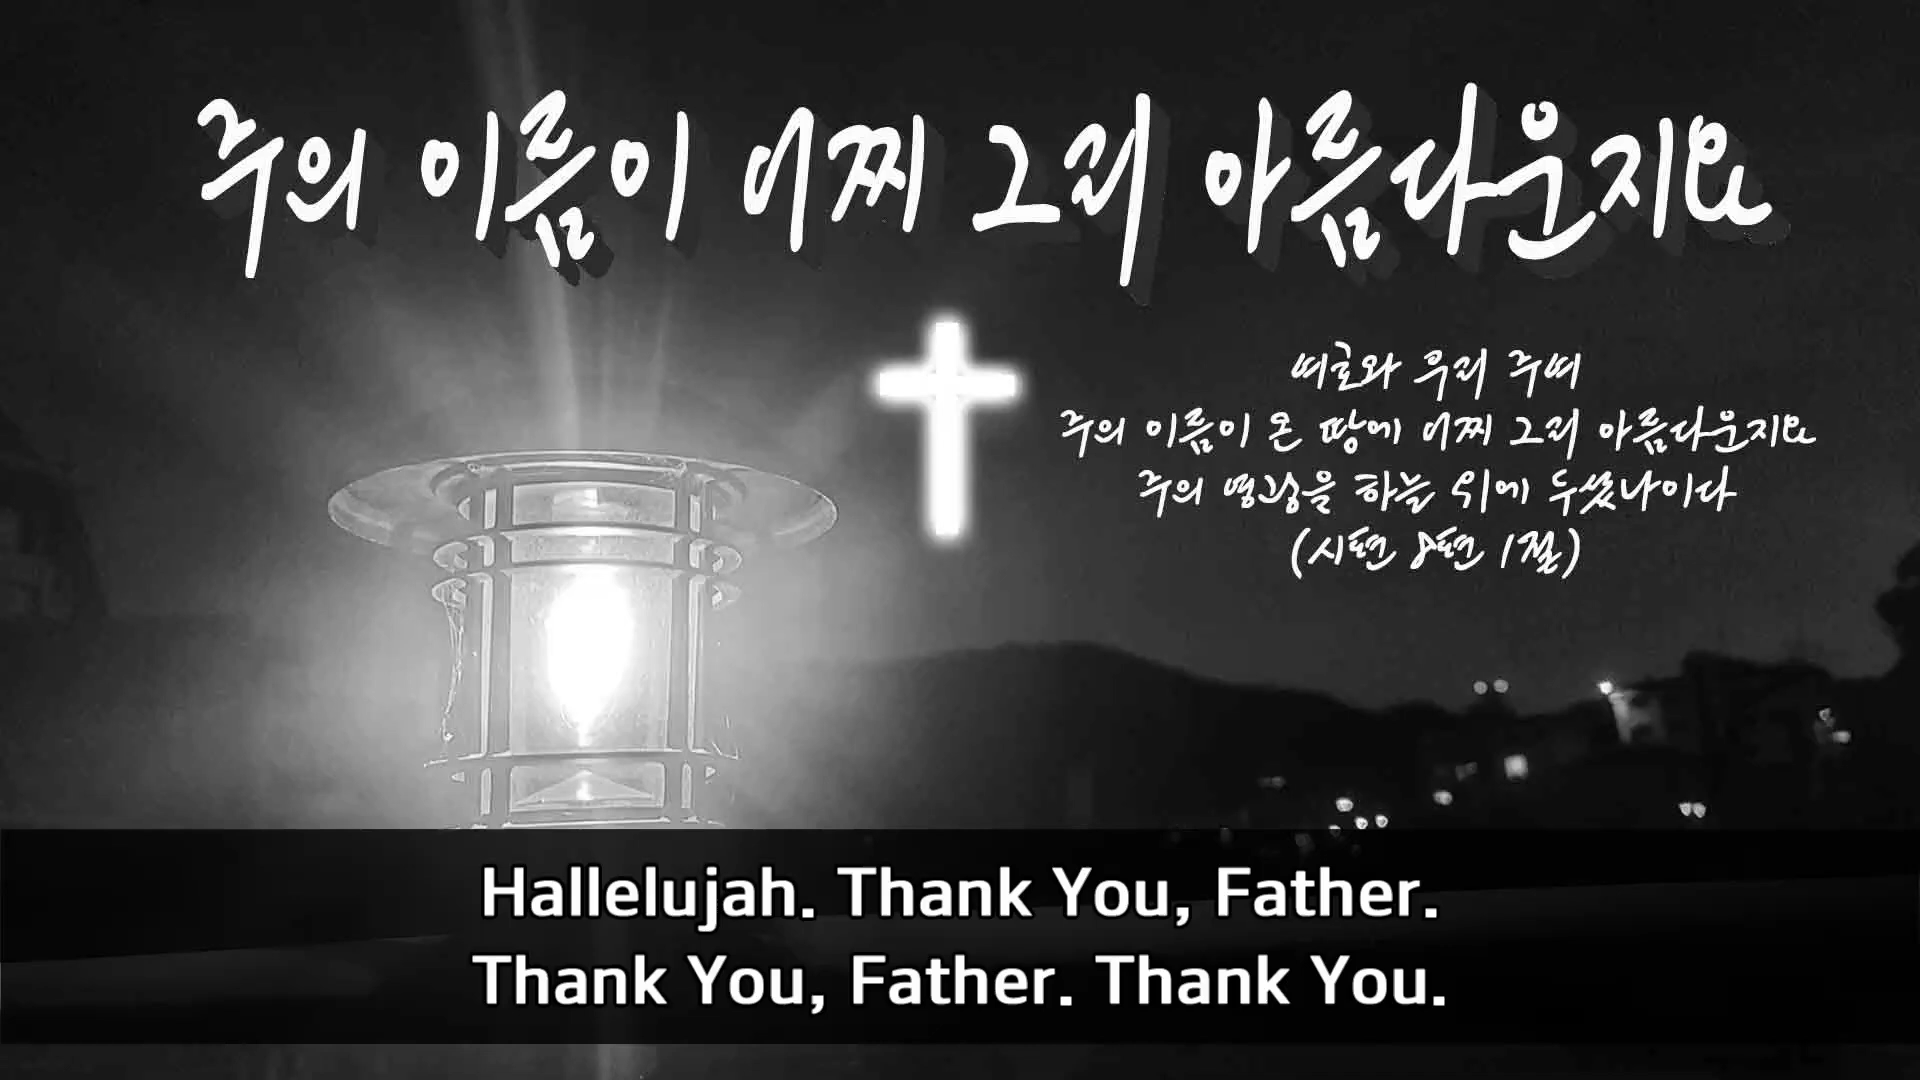 주의 이름이 어찌 그리 아름다운지요
여호와 우리 주여
주의 이름이 온 땅에 어찌 그리 아름다운지요
주의 영광을 하늘 위에 두셨나이다
(시편 8편 1절)
Hallelujah. Thank You, Father.
Thank You, Father. Thank You.